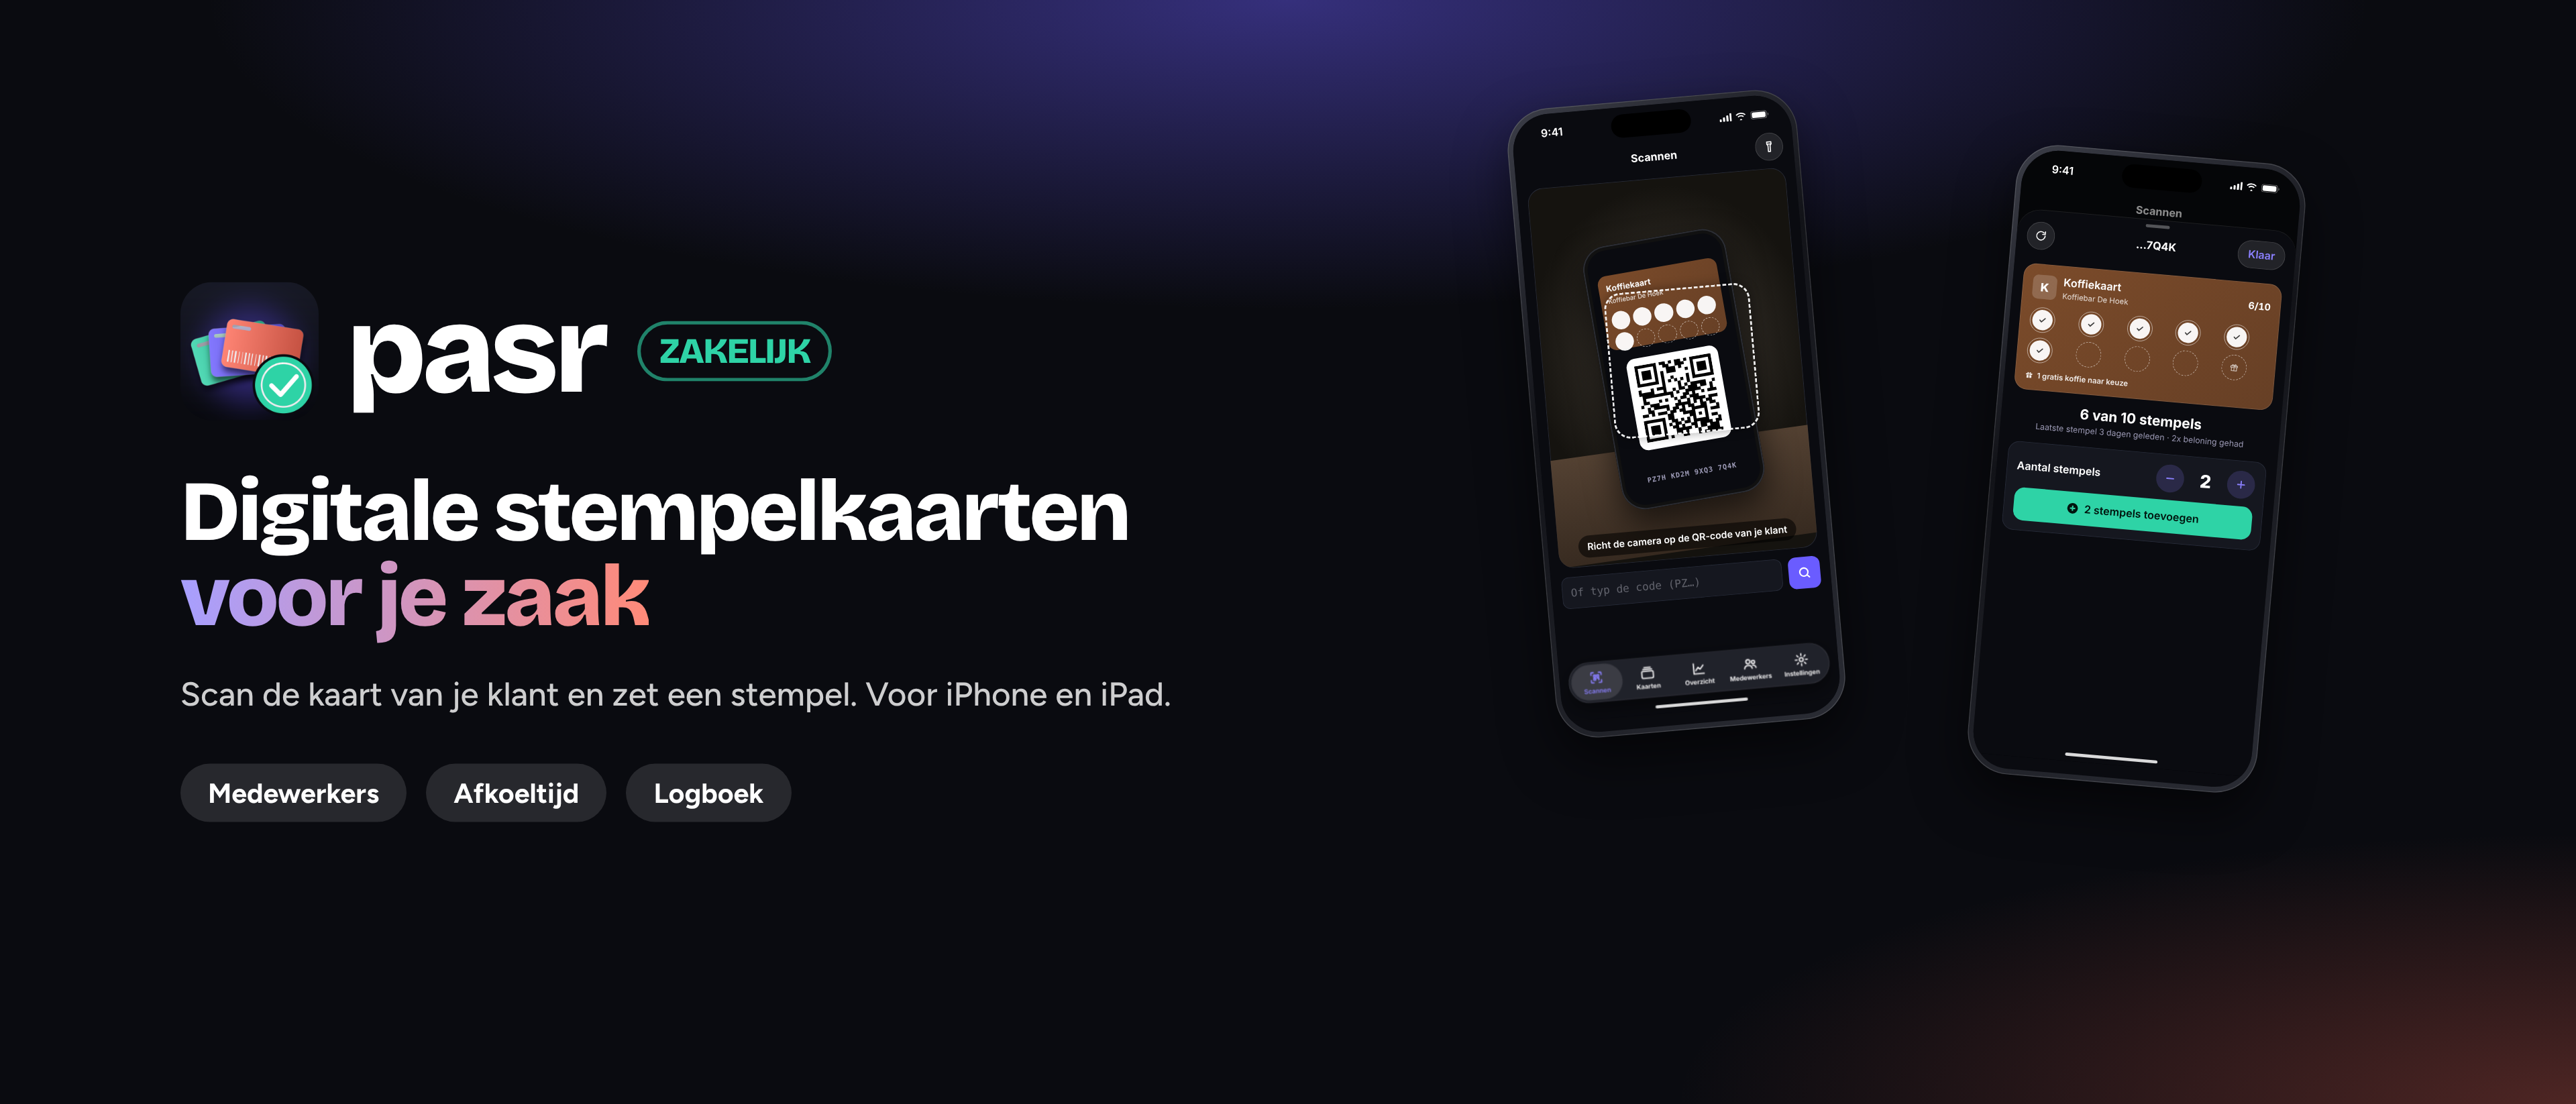 pasr
ZAKELIJK
Digitale stempelkaarten
voor je zaak
Scan de kaart van je klant en zet een stempel. Voor iPhone en iPad.
Medewerkers
Afkoeltijd
Logboek
9:41
Scannen
Koffiekaart
Koffiebar De Hoek
PZ7H KD2M 9XQ3 7Q4K
Richt de camera op de QR-code van je klant
Of typ de code (PZ…)
Scannen
Kaarten
Overzicht
Medewerkers
Instellingen
9:41
Scannen
…7Q4K
Klaar
K
Koffiekaart
Koffiebar De Hoek
6/10
1 gratis koffie naar keuze
6 van 10 stempels
Laatste stempel 3 dagen geleden · 2x beloning gehad
Aantal stempels
− 2 +
2 stempels toevoegen